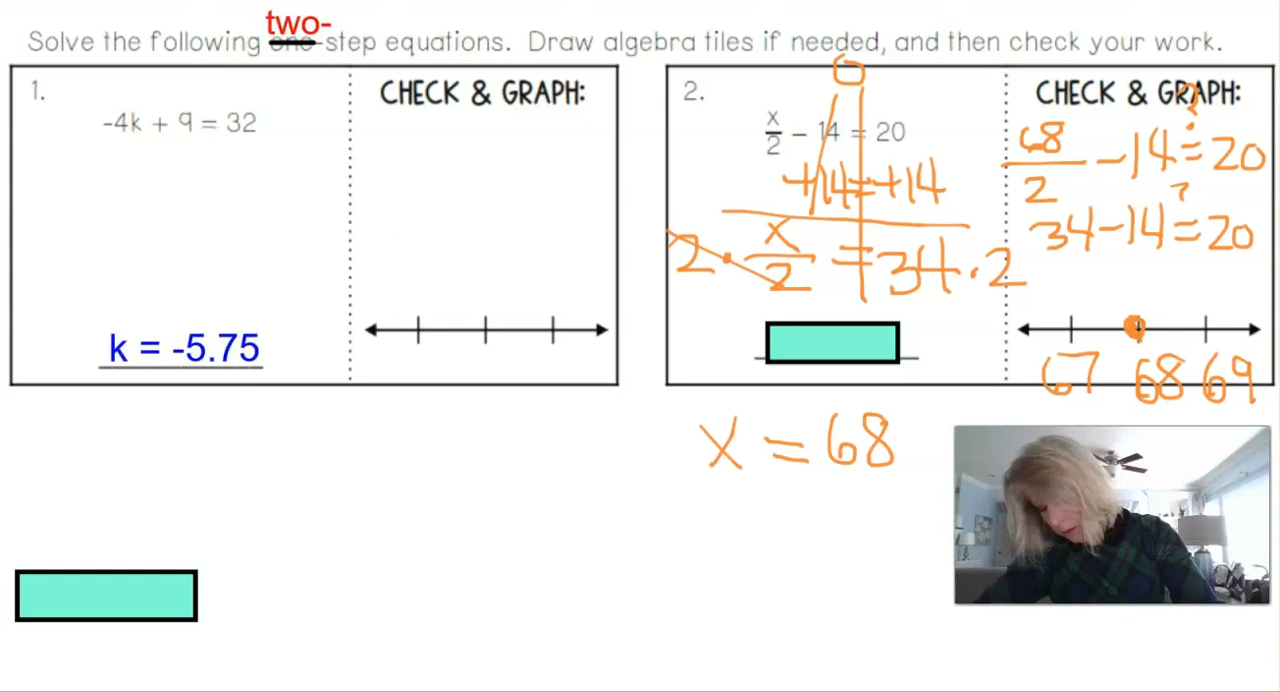 two-
Solve the following one-step equations. Draw algebra tiles if needed, and then check your work.
1.
-4k + 9 = 32
k = -5.75
CHECK & GRAPH:
2.
0
x/2 - 14 = 20
+14 = +14
2 · x/2 = 34 · 2
x = 68
CHECK & GRAPH:
?
68/2 - 14 = 20
?
34 - 14 = 20
67 68 69